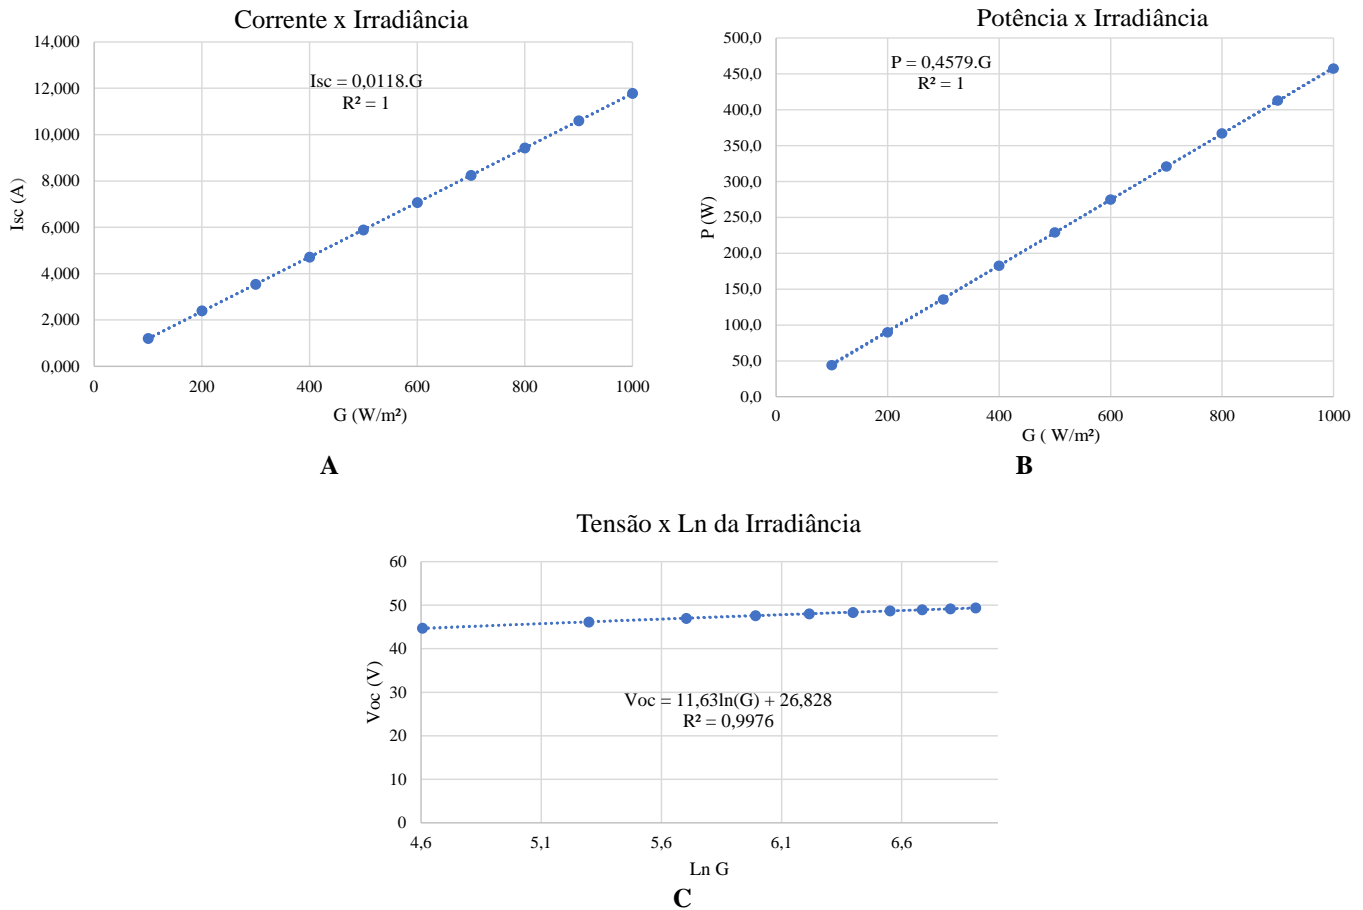 Corrente x Irradiância
14,000
12,000
10,000
8,000
6,000
4,000
2,000
0,000
Isc (A)
Isc = 0,0118.G
R² = 1
0 200 400 600 800 1000
G (W/m²)
A
Potência x Irradiância
500,0
450,0
400,0
350,0
300,0
250,0
200,0
150,0
100,0
50,0
0,0
P (W)
P = 0,4579.G
R² = 1
0 200 400 600 800 1000
G ( W/m²)
B
Tensão x Ln da Irradiância
60
50
40
30
20
10
0
Voc (V)
Voc = 11,63ln(G) + 26,828
R² = 0,9976
4,6 5,1 5,6 6,1 6,6
Ln G
C